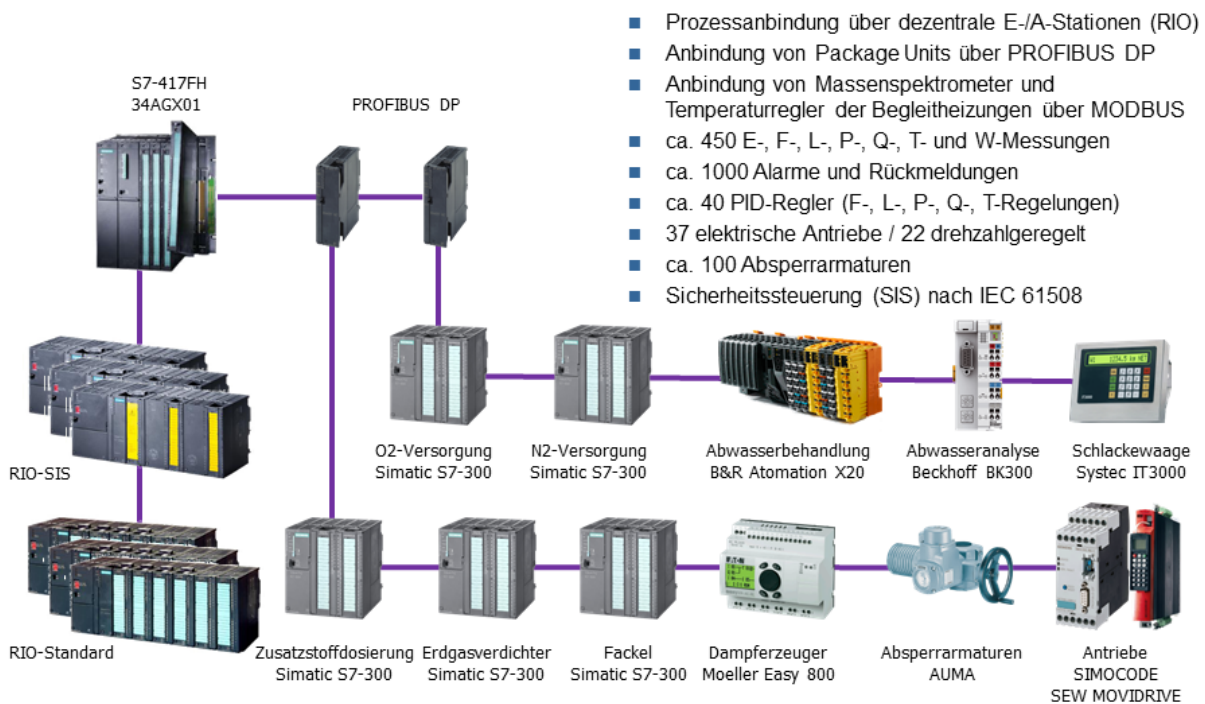 Prozessanbindung über dezentrale E-/A-Stationen (RIO)
Anbindung von Package Units über PROFIBUS DP
Anbindung von Massenspektrometer und
Temperaturregler der Begleitheizungen über MODBUS
ca. 450 E-, F-, L-, P-, Q-, T- und W-Messungen
ca. 1000 Alarme und Rückmeldungen
ca. 40 PID-Regler (F-, L-, P-, Q-, T-Regelungen)
37 elektrische Antriebe / 22 drehzahlgeregelt
ca. 100 Absperrarmaturen
Sicherheitssteuerung (SIS) nach IEC 61508
S7-417FH
34AGX01
PROFIBUS DP
RIO-SIS
O2-Versorgung
Simatic S7-300
N2-Versorgung
Simatic S7-300
Abwasserbehandlung
B&R Atomation X20
Abwasseranalyse
Beckhoff BK300
Schlackewaage
Systec IT3000
RIO-Standard
Zusatzstoffdosierung
Simatic S7-300
Erdgasverdichter
Simatic S7-300
Fackel
Simatic S7-300
Dampferzeuger
Moeller Easy 800
Absperrarmaturen
AUMA
Antriebe
SIMOCODE
SEW MOVIDRIVE